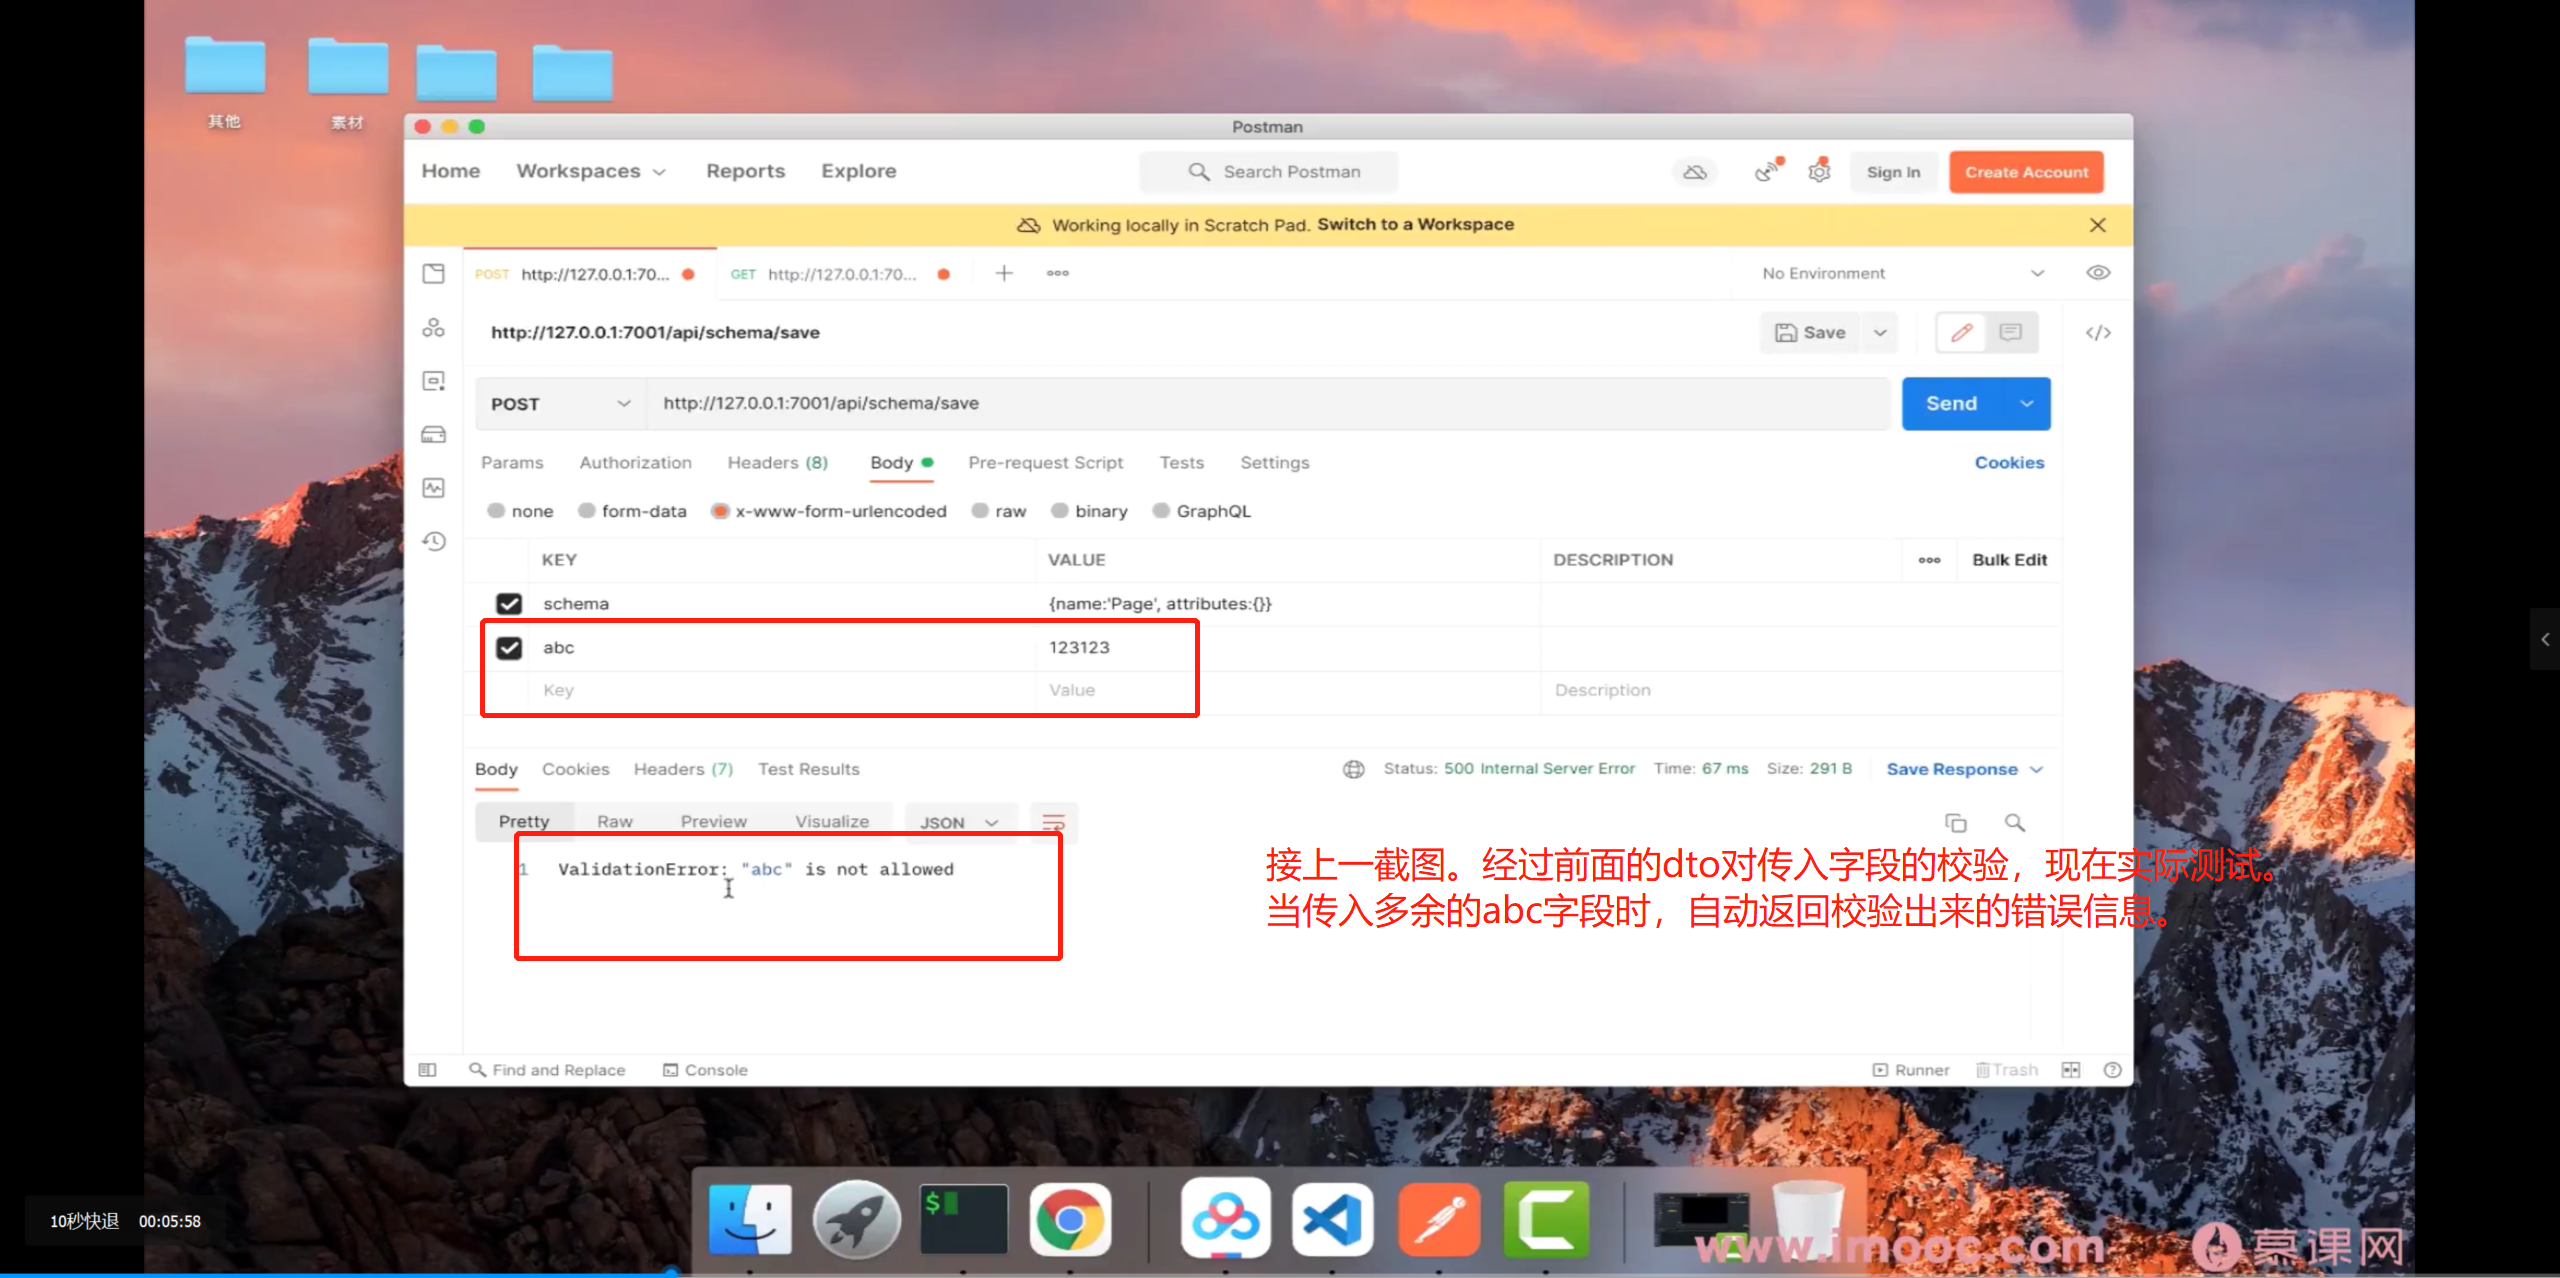 其他
素材
Postman
Home
Workspaces
Reports
Explore
Search Postman
Sign In
Create Account
Working locally in Scratch Pad. Switch to a Workspace
POST http://127.0.0.1:70...
GET http://127.0.0.1:70...
No Environment
http://127.0.0.1:7001/api/schema/save
Save
POST
http://127.0.0.1:7001/api/schema/save
Send
Params
Authorization
Headers (8)
Body
Pre-request Script
Tests
Settings
Cookies
none
form-data
x-www-form-urlencoded
raw
binary
GraphQL
KEY
VALUE
DESCRIPTION
Bulk Edit
schema
{name:'Page', attributes:{}}
abc
123123
Key
Value
Description
Body
Cookies
Headers (7)
Test Results
Status: 500 Internal Server Error
Time: 67 ms
Size: 291 B
Save Response
Pretty
Raw
Preview
Visualize
JSON
1 ValidationError: "abc" is not allowed
接上一截图。经过前面的dto对传入字段的校验，现在实际测试。
当传入多余的abc字段时，自动返回校验出来的错误信息。
Find and Replace
Console
Runner
Trash
10秒快退 00:05:58
www.imooc.com
慕课网